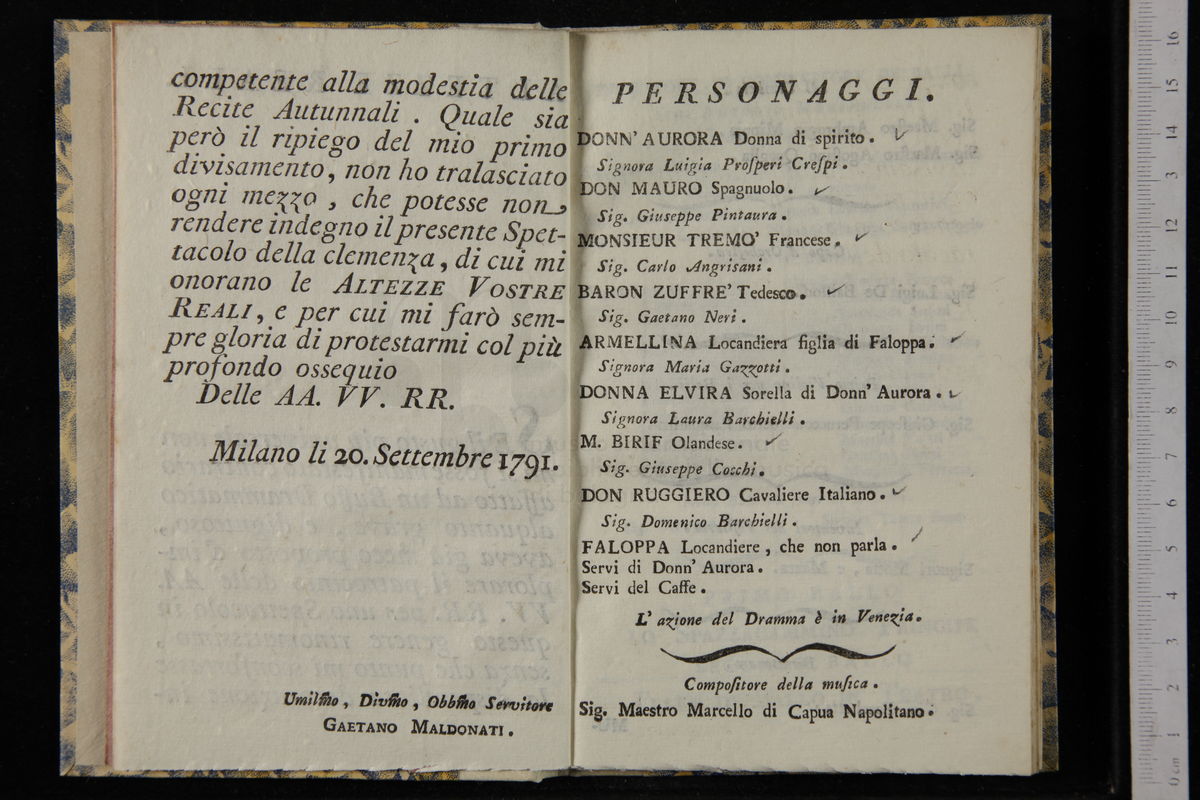 competente alla modestia delle
Recite Autunnali . Quale sia
però il ripiego del mio primo
divisamento, non ho tralasciato
ogni mezzo , che potesse non
rendere indegno il presente Spet-
tacolo della clemenza, di cui mi
onorano le ALTEZZE VOSTRE
REALI, e per cui mi farò sem-
pre gloria di protestarmi col più
profondo ossequio
Delle AA. VV. RR.
Milano li 20. Settembre 1791.
Umilm̃o, Divm̃o, Obbm̃o Servitore
GAETANO MALDONATI.
PERSONAGGI.
DONN' AURORA Donna di spirito.
Signora Luigia Proſperi Creſpi.
DON MAURO Spagnuolo.
Sig. Giuseppe Pintaura.
MONSIEUR TREMO' Francese.
Sig. Carlo Angrisani.
BARON ZUFFRE' Tedesco.
Sig. Gaetano Neri.
ARMELLINA Locandiera figlia di Faloppa.
Signora Maria Gazzotti.
DONNA ELVIRA Sorella di Donn' Aurora.
Signora Laura Barchielli.
M. BIRIF Olandese.
Sig. Giuseppe Cocchi.
DON RUGGIERO Cavaliere Italiano.
Sig. Domenico Barchielli.
FALOPPA Locandiere, che non parla.
Servi di Donn' Aurora.
Servi del Caffe.
L' azione del Dramma è in Venezia.
Compoſitore della muſica.
Sig. Maestro Marcello di Capua Napolitano.